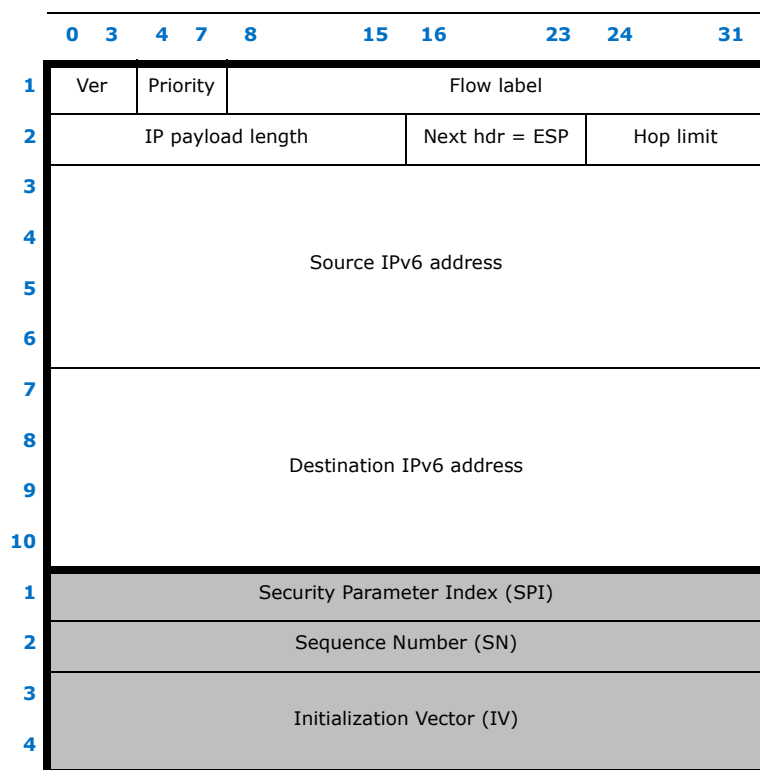 0 3 4 7 8 15 16 23 24 31
1 Ver Priority Flow label
2 IP payload length Next hdr = ESP Hop limit
3
4
Source IPv6 address
5
6
7
8
Destination IPv6 address
9
10
1 Security Parameter Index (SPI)
2 Sequence Number (SN)
3
Initialization Vector (IV)
4